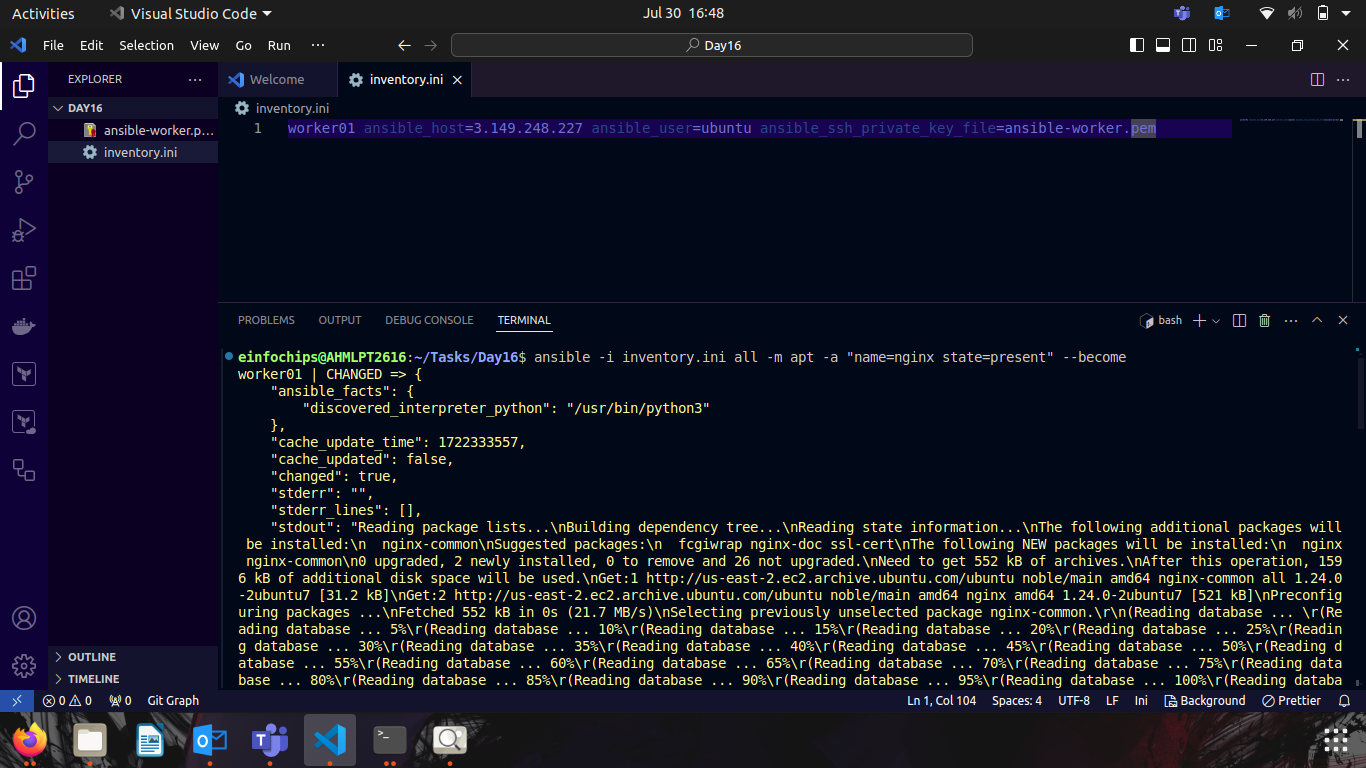 Activities
Visual Studio Code
Jul 30 16:48
File Edit Selection View Go Run ···
Day16
EXPLORER ···
DAY16
ansible-worker.p...
inventory.ini
Welcome
inventory.ini
inventory.ini
1 worker01 ansible_host=3.149.248.227 ansible_user=ubuntu ansible_ssh_private_key_file=ansible-worker.pem
PROBLEMS OUTPUT DEBUG CONSOLE TERMINAL
bash
einfochips@AHMLPT2616:~/Tasks/Day16$ ansible -i inventory.ini all -m apt -a "name=nginx state=present" --become
worker01 | CHANGED => {
    "ansible_facts": {
        "discovered_interpreter_python": "/usr/bin/python3"
    },
    "cache_update_time": 1722333557,
    "cache_updated": false,
    "changed": true,
    "stderr": "",
    "stderr_lines": [],
    "stdout": "Reading package lists...\nBuilding dependency tree...\nReading state information...\nThe following additional packages will
 be installed:\n  nginx-common\nSuggested packages:\n  fcgiwrap nginx-doc ssl-cert\nThe following NEW packages will be installed:\n  nginx
 nginx-common\n0 upgraded, 2 newly installed, 0 to remove and 26 not upgraded.\nNeed to get 552 kB of archives.\nAfter this operation, 159
6 kB of additional disk space will be used.\nGet:1 http://us-east-2.ec2.archive.ubuntu.com/ubuntu noble/main amd64 nginx-common all 1.24.0
-2ubuntu7 [31.2 kB]\nGet:2 http://us-east-2.ec2.archive.ubuntu.com/ubuntu noble/main amd64 nginx amd64 1.24.0-2ubuntu7 [521 kB]\nPreconfig
uring packages ...\nFetched 552 kB in 0s (21.7 MB/s)\nSelecting previously unselected package nginx-common.\r\n(Reading database ... \r(Re
ading database ... 5%\r(Reading database ... 10%\r(Reading database ... 15%\r(Reading database ... 20%\r(Reading database ... 25%\r(Readin
g database ... 30%\r(Reading database ... 35%\r(Reading database ... 40%\r(Reading database ... 45%\r(Reading database ... 50%\r(Reading d
atabase ... 55%\r(Reading database ... 60%\r(Reading database ... 65%\r(Reading database ... 70%\r(Reading database ... 75%\r(Reading data
base ... 80%\r(Reading database ... 85%\r(Reading database ... 90%\r(Reading database ... 95%\r(Reading database ... 100%\r(Reading databa
OUTLINE
TIMELINE
0 0 0 Git Graph
Ln 1, Col 104 Spaces: 4 UTF-8 LF Ini Background Prettier